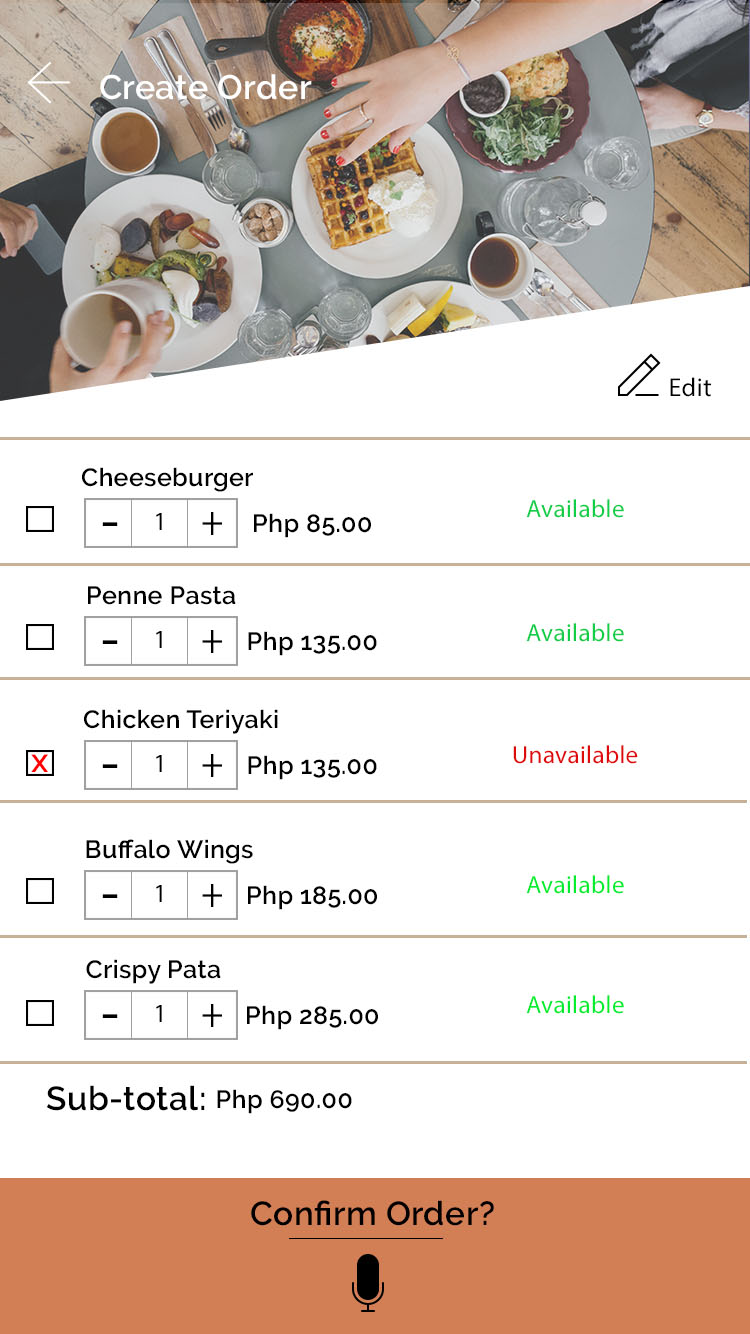 Create Order
Edit
Cheeseburger
- 1 + Php 85.00
Available
Penne Pasta
- 1 + Php 135.00
Available
Chicken Teriyaki
X - 1 + Php 135.00
Unavailable
Buffalo Wings
- 1 + Php 185.00
Available
Crispy Pata
- 1 + Php 285.00
Available
Sub-total: Php 690.00
Confirm Order?